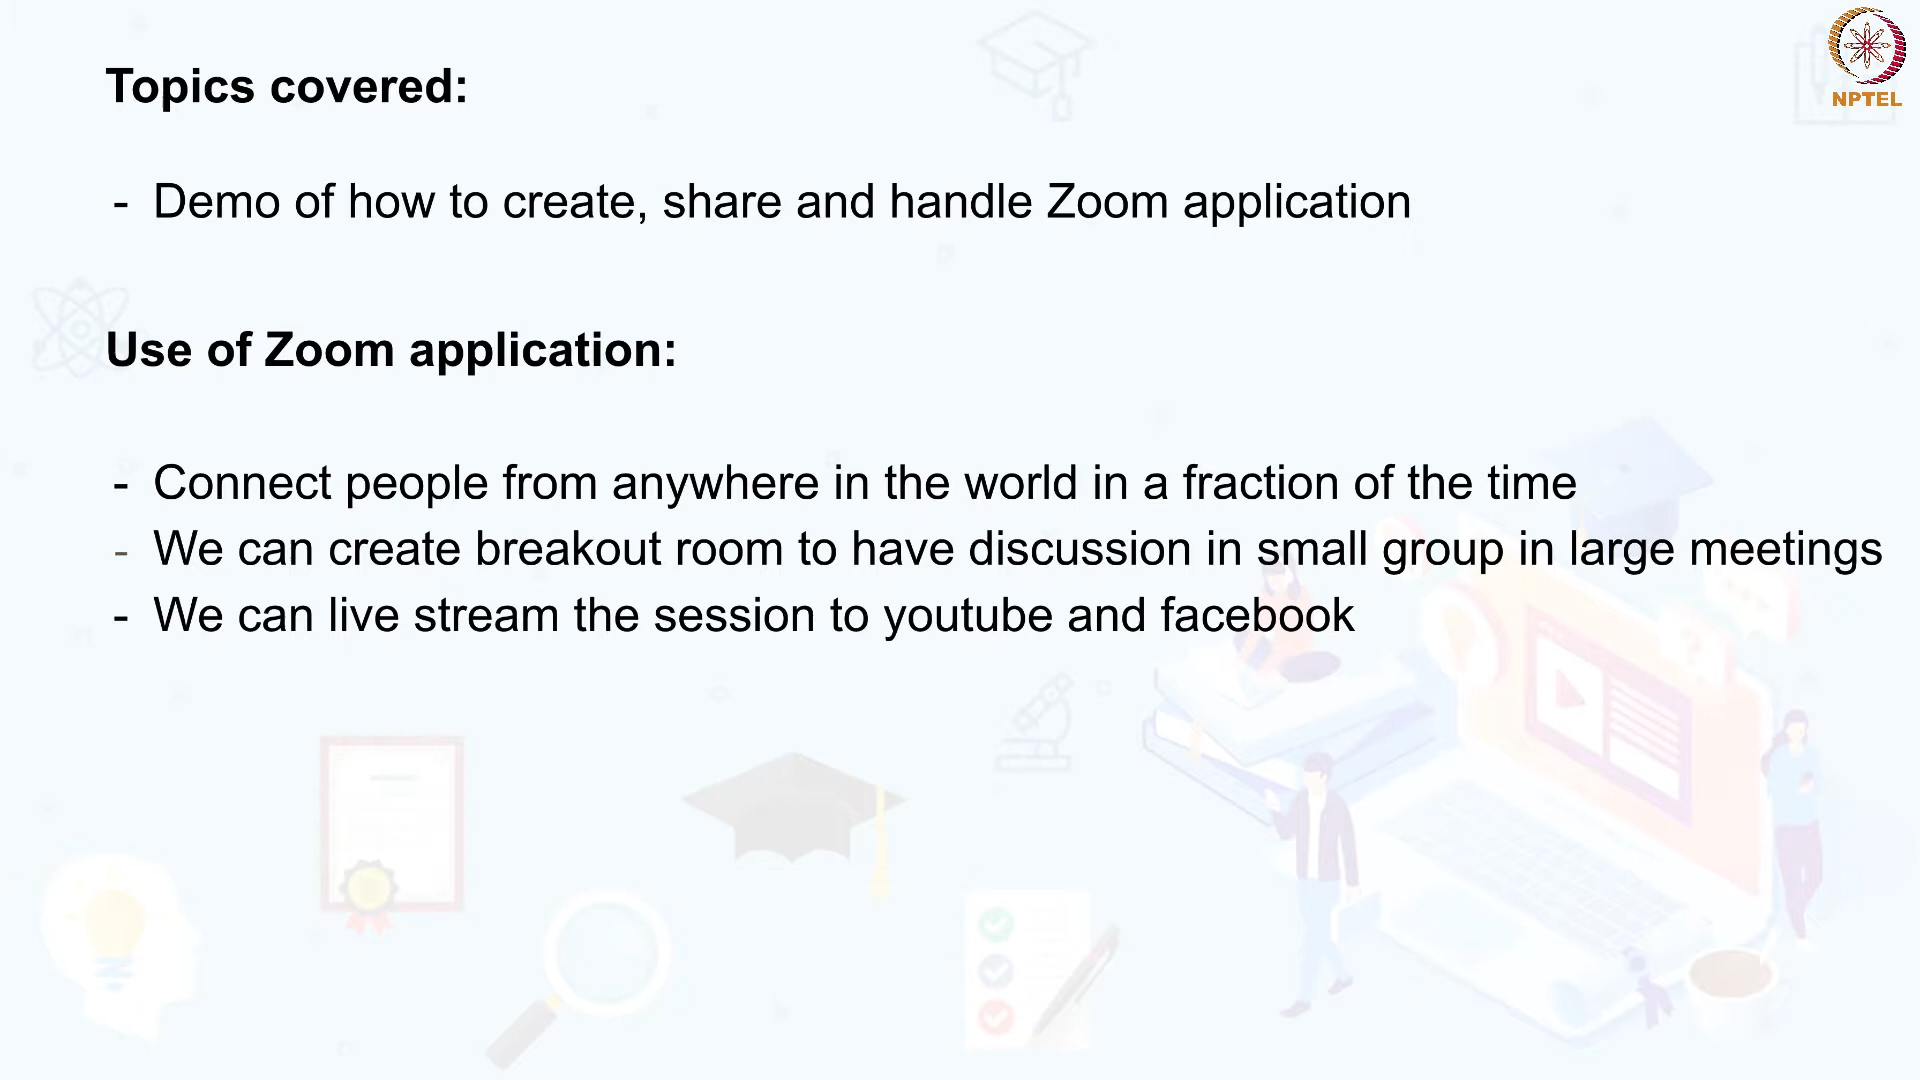 NPTEL
Topics covered:
- Demo of how to create, share and handle Zoom application
Use of Zoom application:
- Connect people from anywhere in the world in a fraction of the time
- We can create breakout room to have discussion in small group in large meetings
- We can live stream the session to youtube and facebook